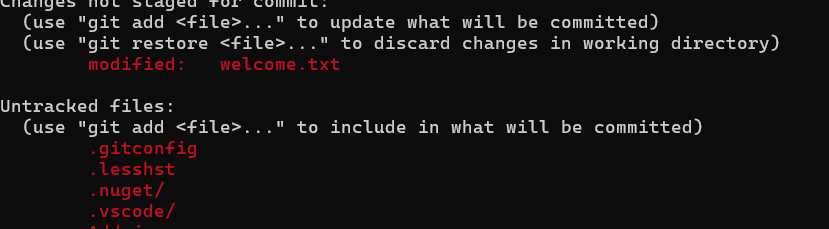 Changes not staged for commit:
(use "git add <file>..." to update what will be committed)
(use "git restore <file>..." to discard changes in working directory)
modified: welcome.txt
Untracked files:
(use "git add <file>..." to include in what will be committed)
.gitconfig
.lesshst
.nuget/
.vscode/